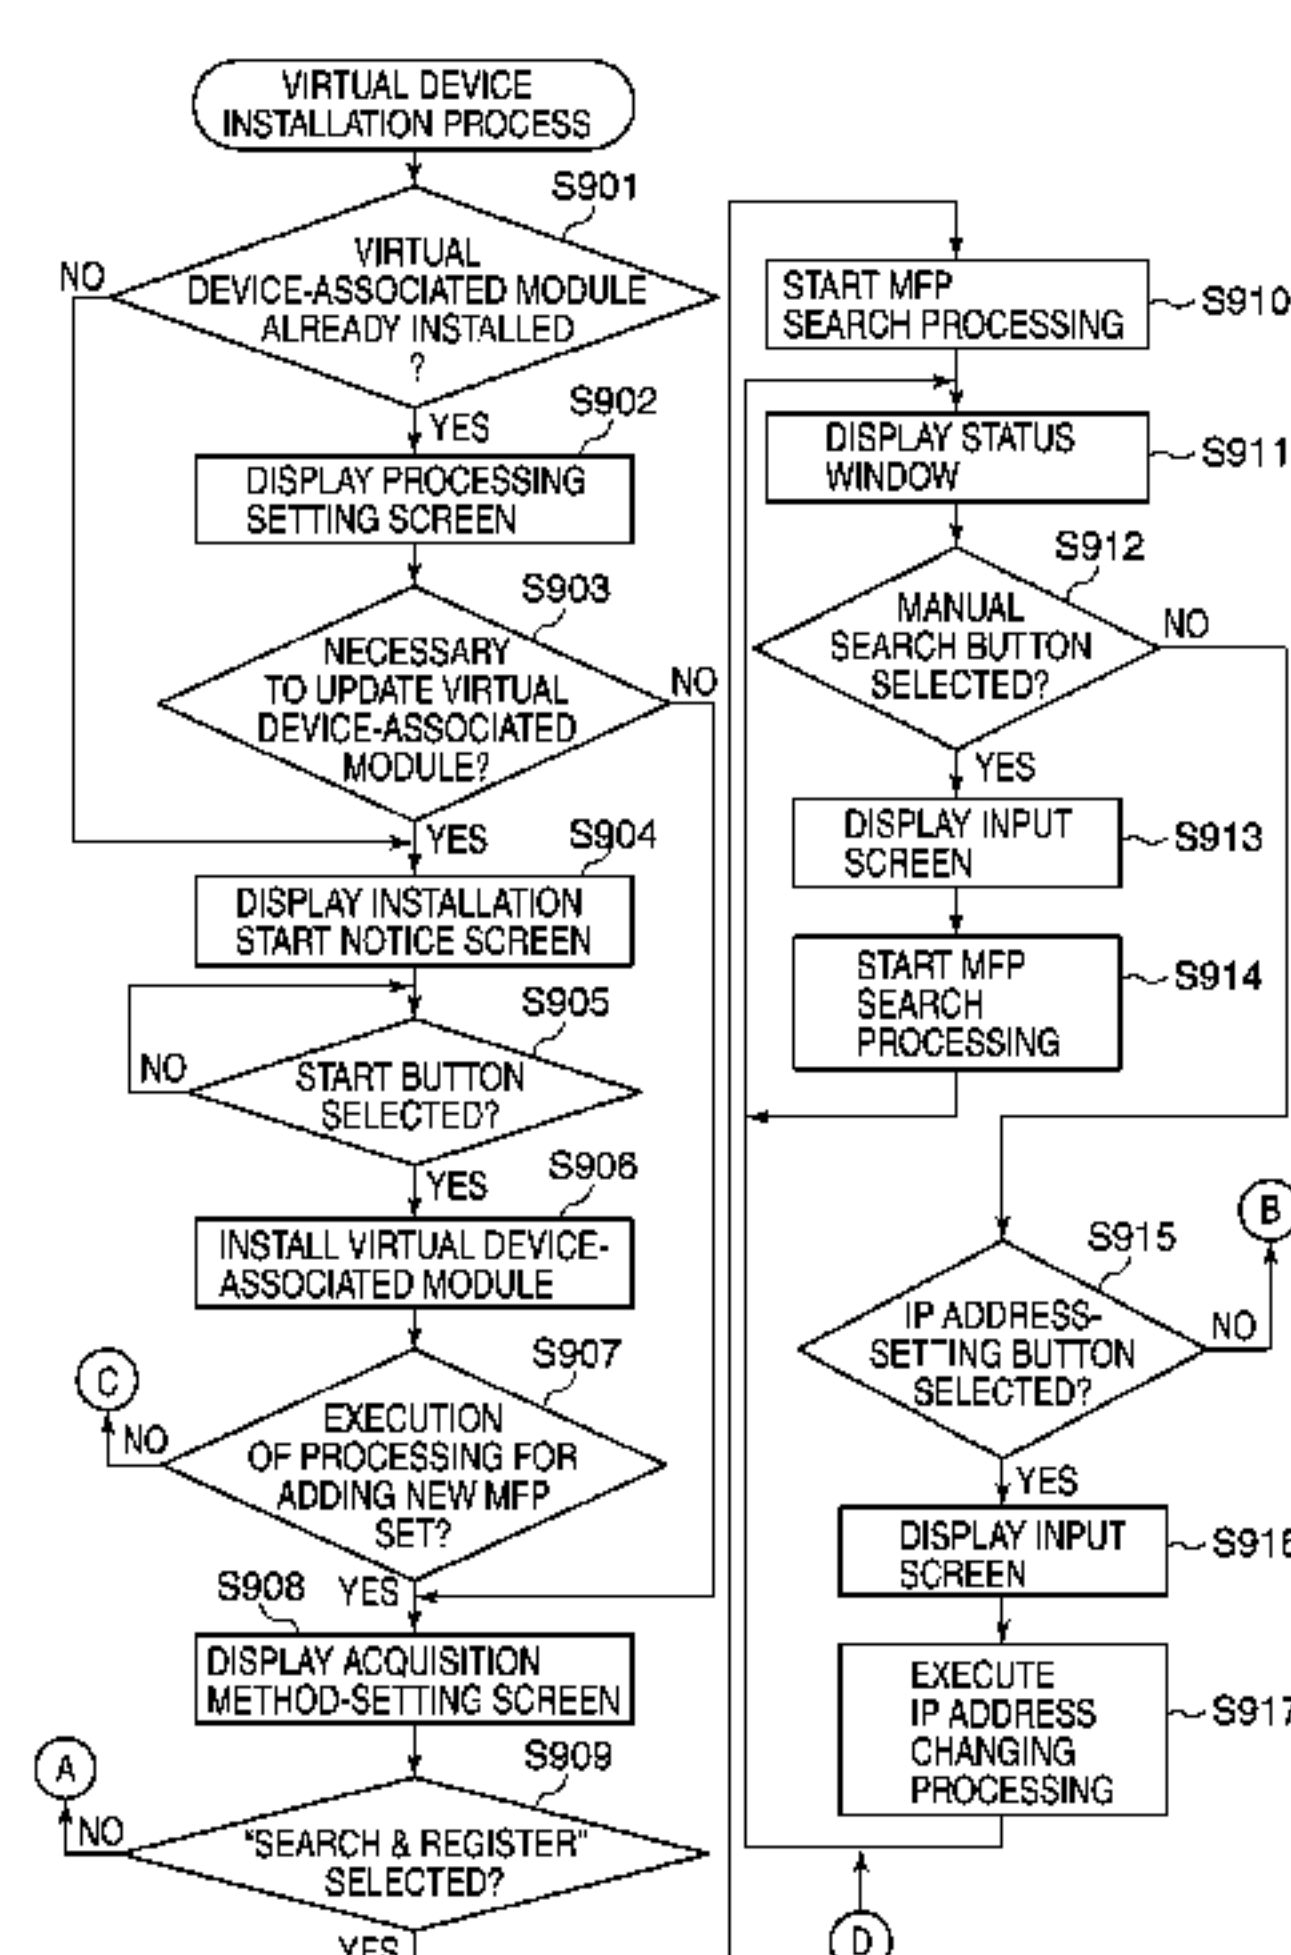 VIRTUAL DEVICE
INSTALLATION PROCESS
S901
VIRTUAL
DEVICE-ASSOCIATED MODULE
ALREADY INSTALLED
?
NO
YES
S902
DISPLAY PROCESSING
SETTING SCREEN
S903
NECESSARY
TO UPDATE VIRTUAL
DEVICE-ASSOCIATED
MODULE?
NO
YES
S904
DISPLAY INSTALLATION
START NOTICE SCREEN
S905
START BUTTON
SELECTED?
NO
YES
S906
INSTALL VIRTUAL DEVICE-
ASSOCIATED MODULE
S907
EXECUTION
OF PROCESSING FOR
ADDING NEW MFP
SET?
C
NO
YES
S908
DISPLAY ACQUISITION
METHOD-SETTING SCREEN
S909
"SEARCH & REGISTER"
SELECTED?
A
NO
YES
START MFP
SEARCH PROCESSING
S910
DISPLAY STATUS
WINDOW
S911
S912
MANUAL
SEARCH BUTTON
SELECTED?
NO
YES
DISPLAY INPUT
SCREEN
S913
START MFP
SEARCH
PROCESSING
S914
S915
IP ADDRESS-
SETTING BUTTON
SELECTED?
B
NO
YES
DISPLAY INPUT
SCREEN
S916
EXECUTE
IP ADDRESS
CHANGING
PROCESSING
S917
D